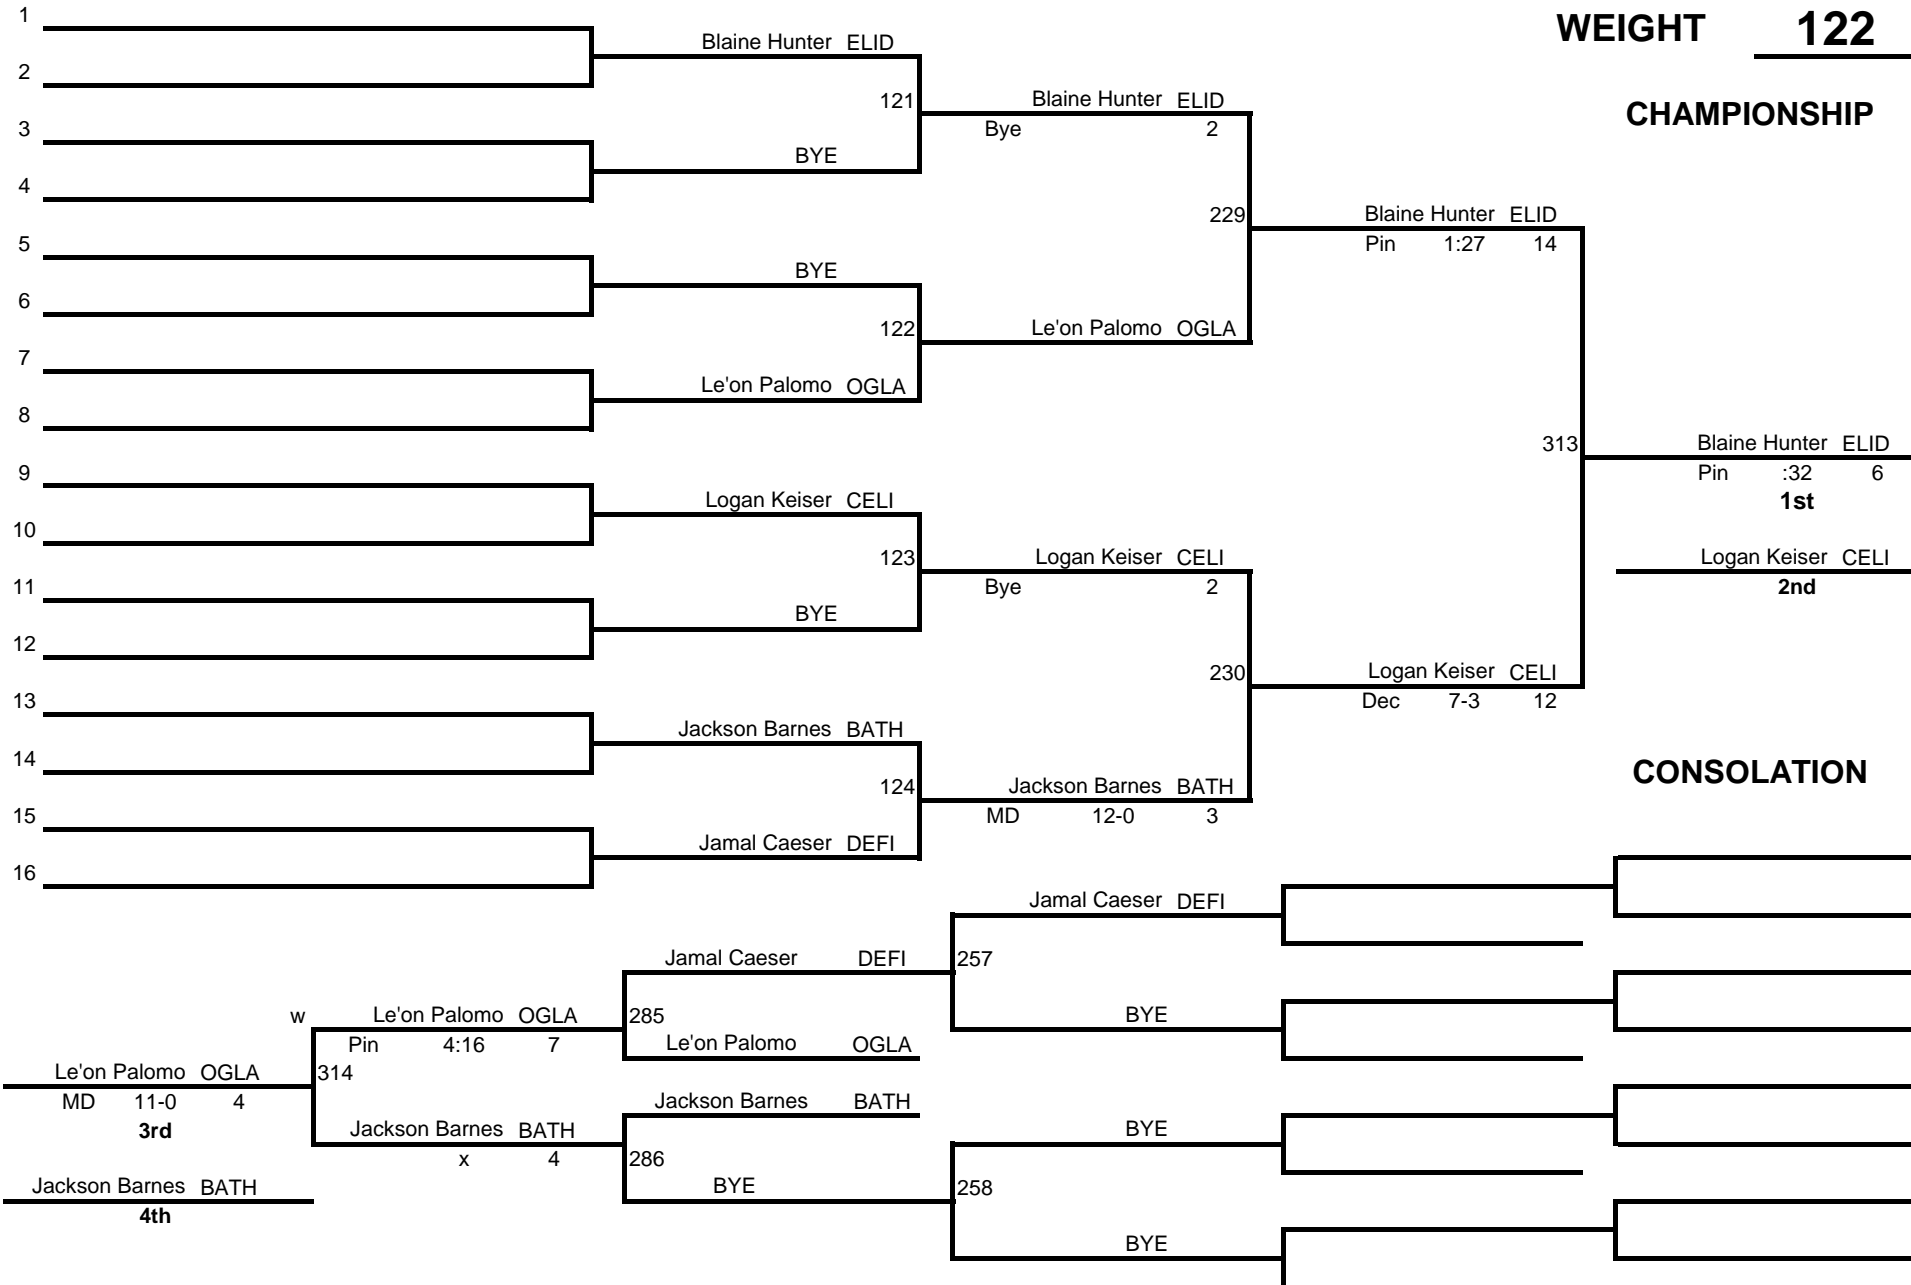 1
WEIGHT 122
Blaine Hunter ELID
2
121 Blaine Hunter ELID
CHAMPIONSHIP
3
Bye 2
BYE
4
229 Blaine Hunter ELID
5
Pin 1:27 14
BYE
6
122 Le'on Palomo OGLA
7
Le'on Palomo OGLA
8
313 Blaine Hunter ELID
9
Pin :32 6
Logan Keiser CELI
1st
10
123 Logan Keiser CELI
Logan Keiser CELI
11
Bye 2
2nd
BYE
12
230 Logan Keiser CELI
13
Dec 7-3 12
Jackson Barnes BATH
14
CONSOLATION
124 Jackson Barnes BATH
15
MD 12-0 3
Jamal Caeser DEFI
16
Jamal Caeser DEFI
Jamal Caeser DEFI 257
w Le'on Palomo OGLA 285
BYE
Pin 4:16 7
Le'on Palomo OGLA
Le'on Palomo OGLA 314
MD 11-0 4
Jackson Barnes BATH
3rd
Jackson Barnes BATH
BYE
x 4 286
Jackson Barnes BATH
BYE 258
4th
BYE